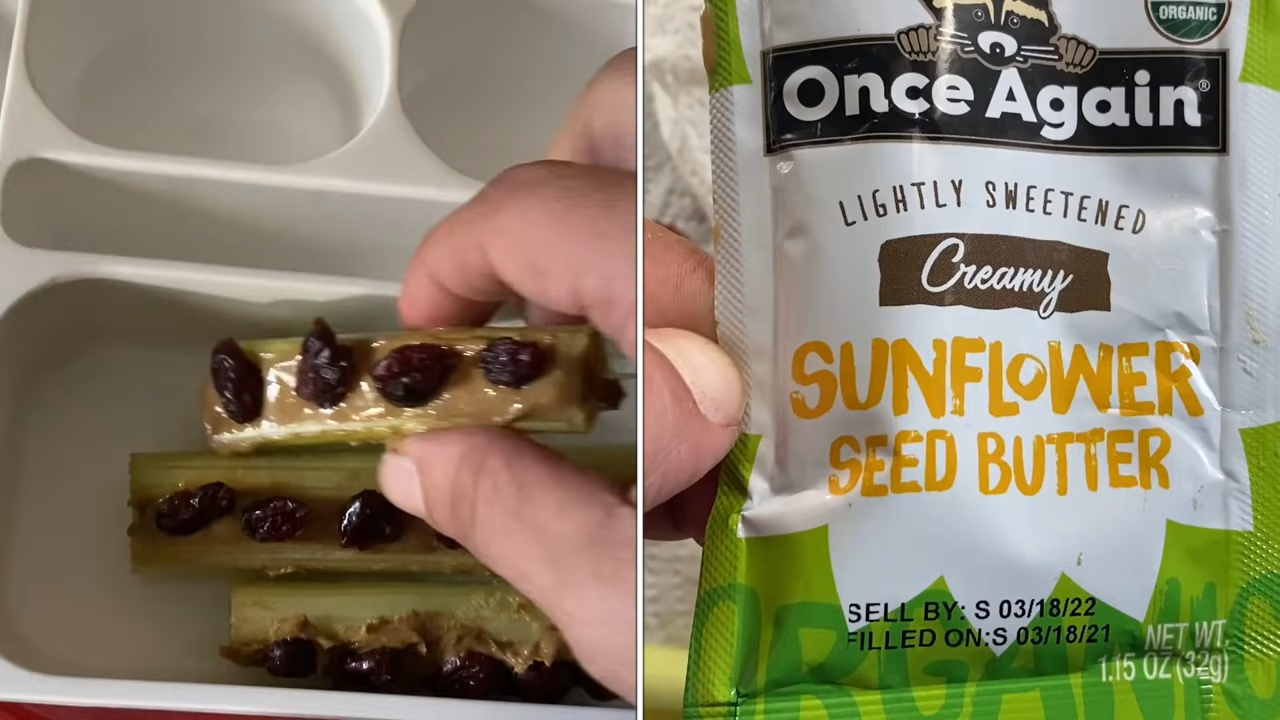 ORGANIC
Once Again®
LIGHTLY SWEETENED
Creamy
SUNFLOWER
SEED BUTTER
SELL BY: S 03/18/22
FILLED ON:S 03/18/21
NET WT.
1.15 OZ (32g)
ORGANIC